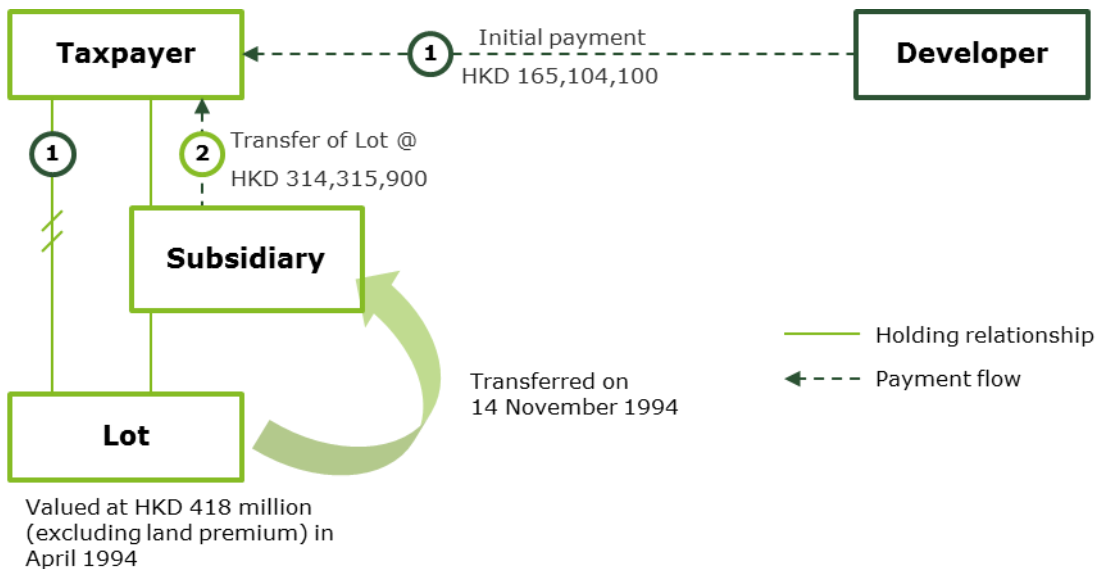 Taxpayer
1
Initial payment
HKD 165,104,100
Developer
1
2
Transfer of Lot @
HKD 314,315,900
Subsidiary
Holding relationship
Payment flow
Transferred on
14 November 1994
Lot
Valued at HKD 418 million
(excluding land premium) in
April 1994